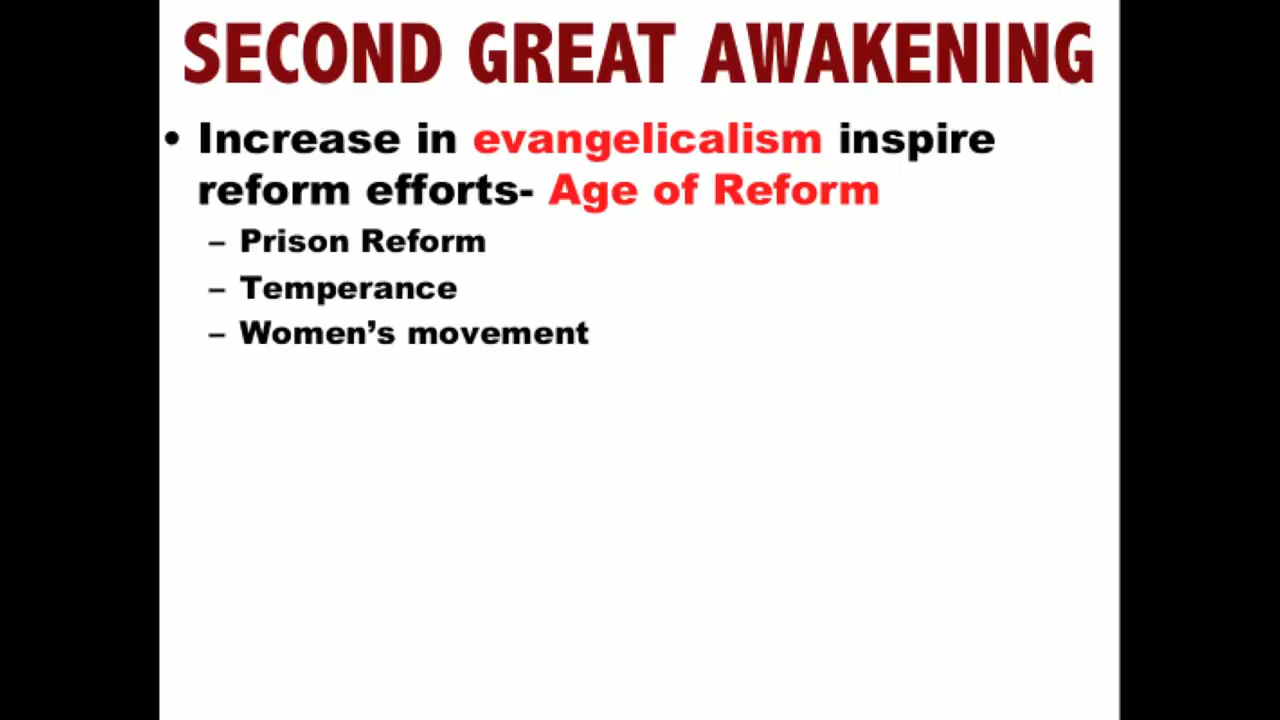 SECOND GREAT AWAKENING
• Increase in evangelicalism inspire
reform efforts- Age of Reform
– Prison Reform
– Temperance
– Women’s movement